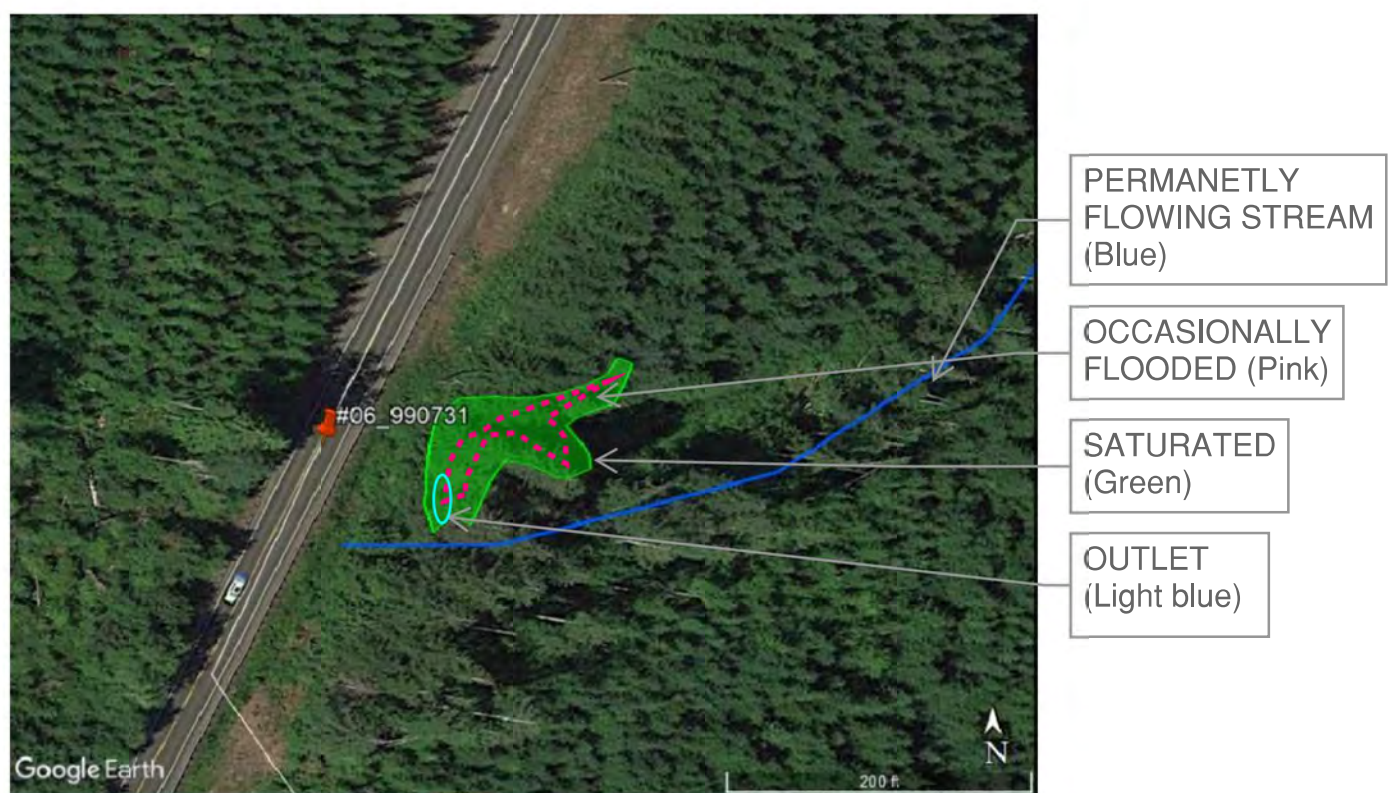 PERMANETLY
FLOWING STREAM
(Blue)
OCCASIONALLY
FLOODED (Pink)
#06_990731
SATURATED
(Green)
OUTLET
(Light blue)
N
Google Earth
200 ft